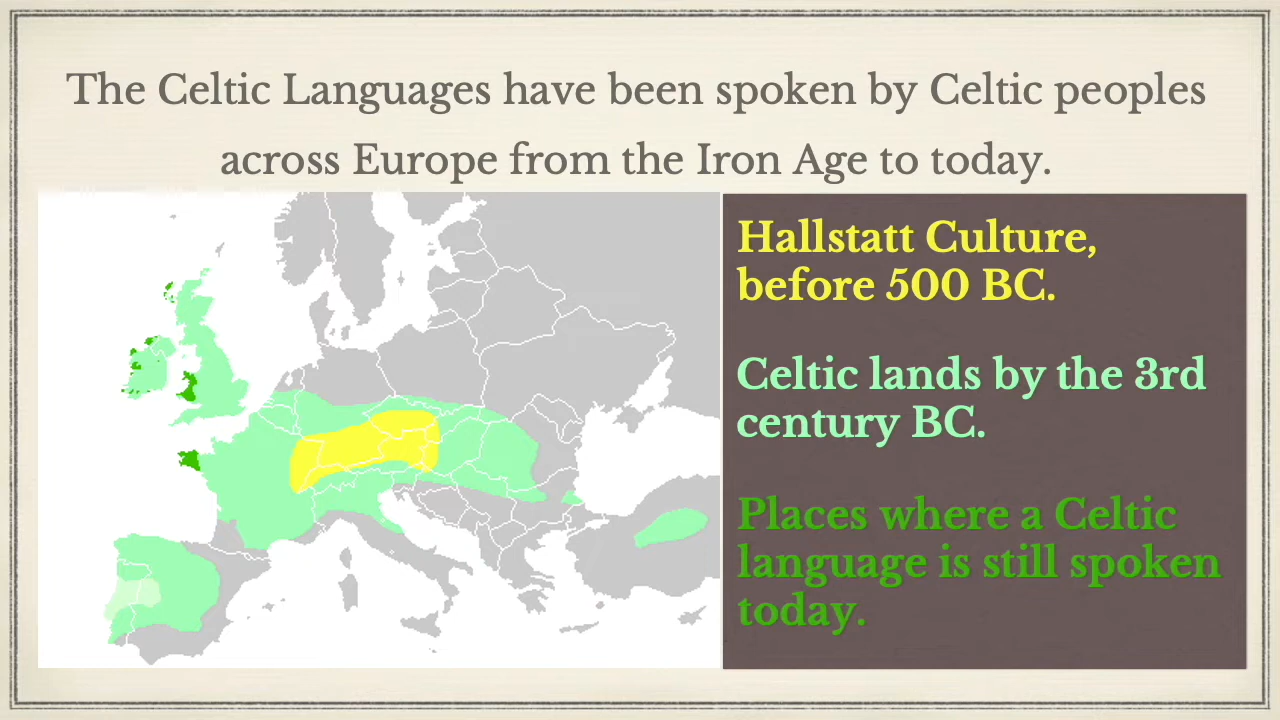 The Celtic Languages have been spoken by Celtic peoples
across Europe from the Iron Age to today.
Hallstatt Culture,
before 500 BC.
Celtic lands by the 3rd
century BC.
Places where a Celtic
language is still spoken
today.